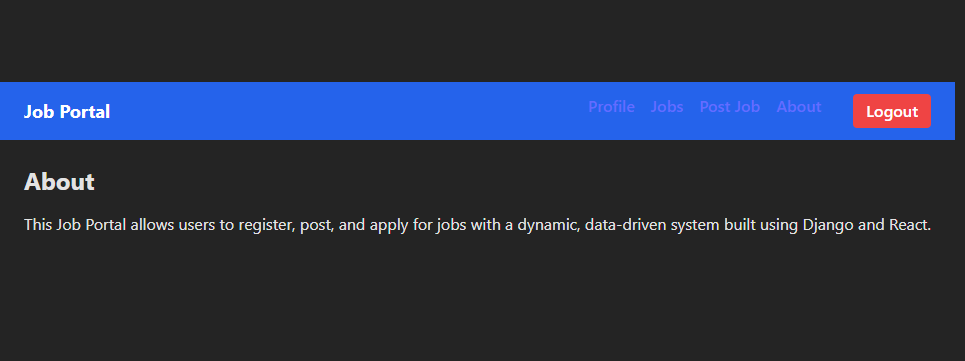 Job Portal
Profile Jobs Post Job About Logout
About
This Job Portal allows users to register, post, and apply for jobs with a dynamic, data-driven system built using Django and React.